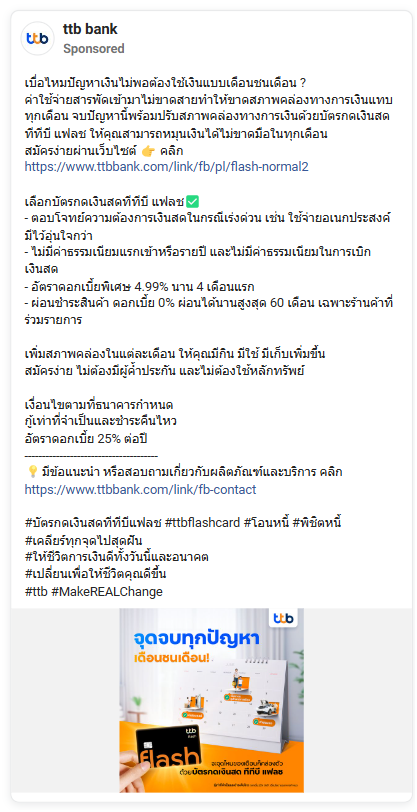 ttb
ttb bank
Sponsored
เบื่อไหมปัญหาเงินไม่พอต้องใช้เงินแบบเดือนชนเดือน ?
ค่าใช้จ่ายสารพัดเข้ามาไม่ขาดสายทำให้ขาดสภาพคล่องทางการเงินแทบ
ทุกเดือน จบปัญหานี้พร้อมปรับสภาพคล่องทางการเงินด้วยบัตรกดเงินสด
ทีทีบี แฟลช ให้คุณสามารถหมุนเงินได้ไม่ขาดมือในทุกเดือน
สมัครง่ายผ่านเว็บไซต์ 👉 คลิก
https://www.ttbbank.com/link/fb/pl/flash-normal2
เลือกบัตรกดเงินสดทีทีบี แฟลช✅
- ตอบโจทย์ความต้องการเงินสดในกรณีเร่งด่วน เช่น ใช้จ่ายอเนกประสงค์
มีไว้อุ่นใจกว่า
- ไม่มีค่าธรรมเนียมแรกเข้าหรือรายปี และไม่มีค่าธรรมเนียมในการเบิก
เงินสด
- อัตราดอกเบี้ยพิเศษ 4.99% นาน 4 เดือนแรก
- ผ่อนชำระสินค้า ดอกเบี้ย 0% ผ่อนได้นานสูงสุด 60 เดือน เฉพาะร้านค้าที่
ร่วมรายการ
เพิ่มสภาพคล่องในแต่ละเดือน ให้คุณมีกิน มีใช้ มีเก็บเพิ่มขึ้น
สมัครง่าย ไม่ต้องมีผู้ค้ำประกัน และไม่ต้องใช้หลักทรัพย์
เงื่อนไขตามที่ธนาคารกำหนด
กู้เท่าที่จำเป็นและชำระคืนไหว
อัตราดอกเบี้ย 25% ต่อปี
--------------------------------------
💡 มีข้อแนะนำ หรือสอบถามเกี่ยวกับผลิตภัณฑ์และบริการ คลิก
https://www.ttbbank.com/link/fb-contact
#บัตรกดเงินสดทีทีบีแฟลช #ttbflashcard #โอนหนี้ #พิชิตหนี้
#เคลียร์ทุกจุดไปสุดฝัน
#ให้ชีวิตการเงินดีทั้งวันนี้และอนาคต
#เปลี่ยนเพื่อให้ชีวิตคุณดีขึ้น
#ttb #MakeREALChange
ttb
จุดจบทุกปัญหา
เดือนชนเดือน!
ttb
flash
จะจุดไหนของเดือนก็คล่องตัว
ด้วยบัตรกดเงินสด ทีทีบี แฟลช